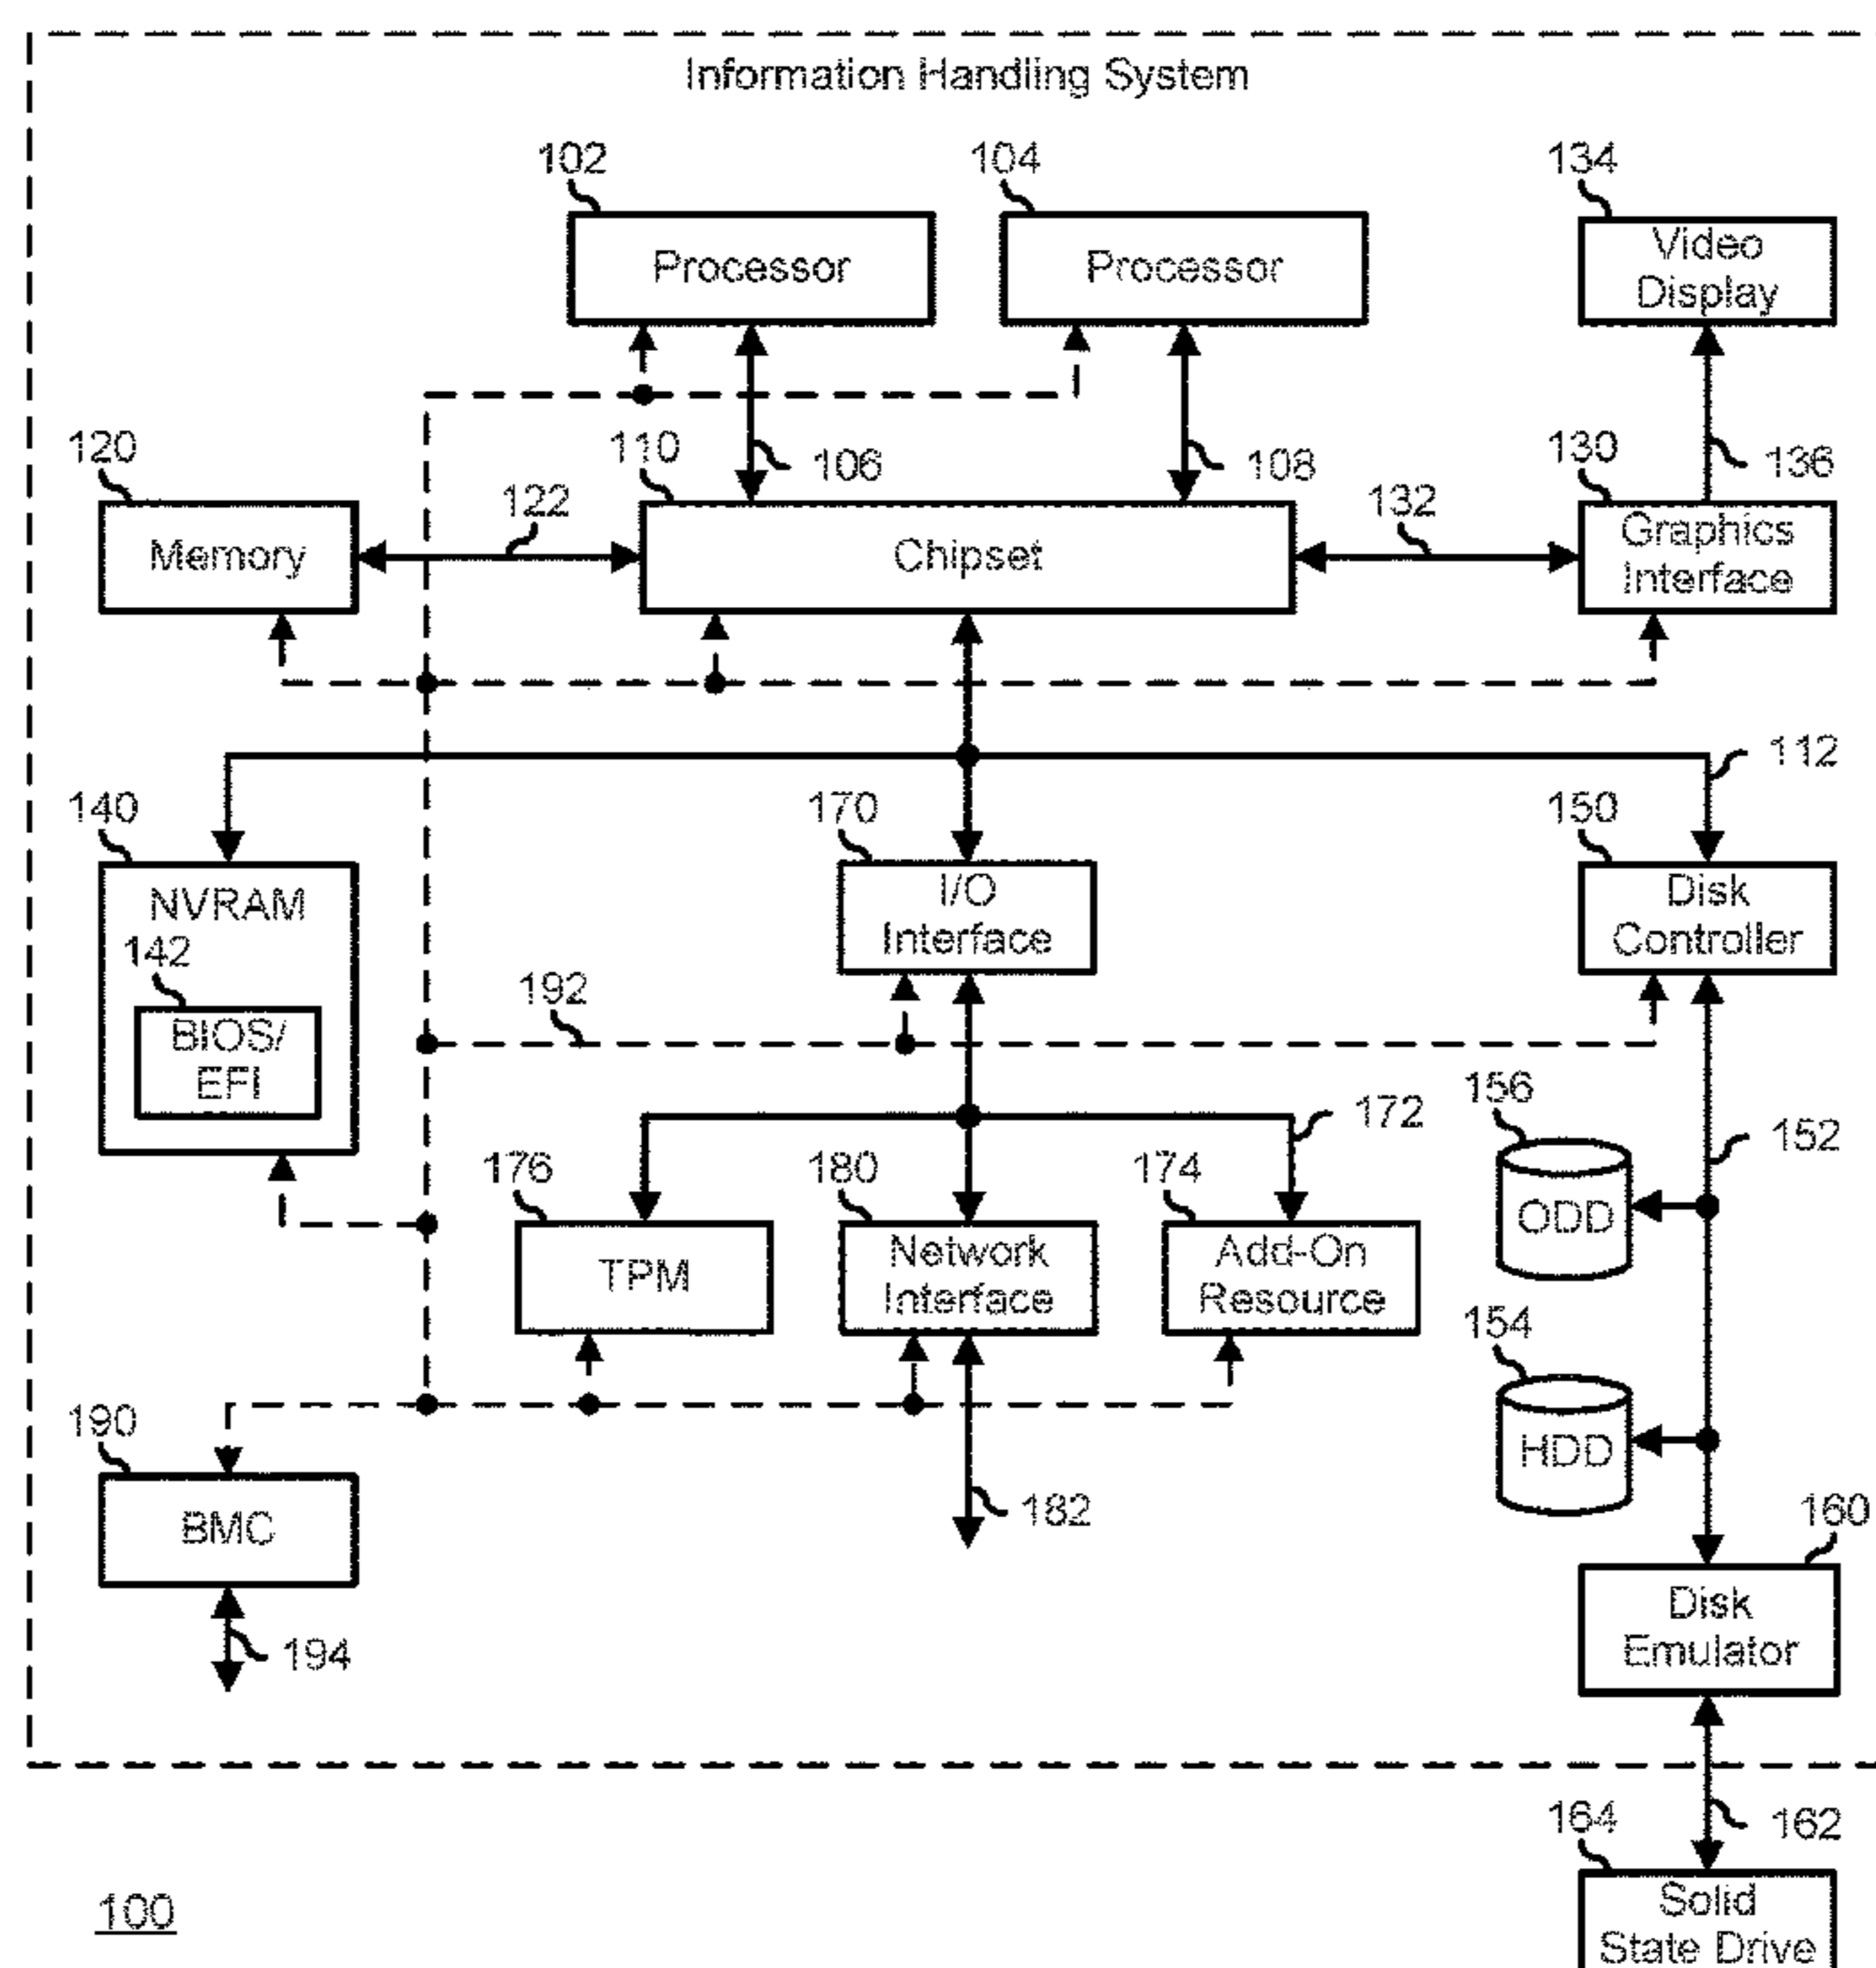 Information Handling System
102
104
134
Processor
Processor
Video
Display
120
110
106
108
130
136
122
132
Memory
Chipset
Graphics
Interface
112
140
170
150
NVRAM
I/O
Interface
Disk
Controller
142
BIOS/
EFI
192
156
172
152
176
180
174
ODD
TPM
Network
Interface
Add-On
Resource
154
190
HDD
182
160
BMC
Disk
Emulator
194
164
162
100
Solid
State Drive